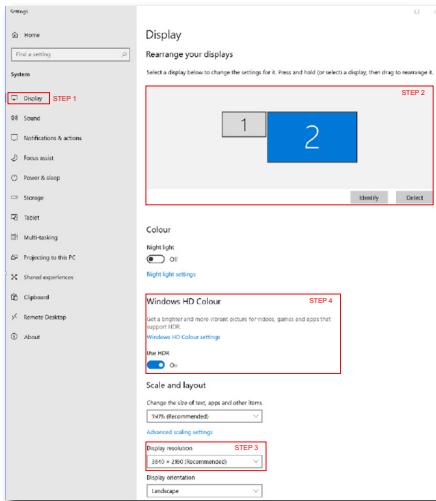 Settings
Home
Find a setting
System
Display
STEP 1
Sound
Notifications & actions
Focus assist
Power & sleep
Storage
Tablet
Multi-tasking
Projecting to this PC
Shared experiences
Clipboard
Remote Desktop
About
Display
Rearrange your displays
Select a display below to change the settings for it. Press and hold (or select) a display, then drag to rearrange it.
STEP 2
1
2
Identify
Detect
Colour
Night light
Off
Night light settings
Windows HD Colour
STEP 4
Get a brighter and more vibrant picture for videos, games and apps that
support HDR.
Windows HD Colour settings
Use HDR
On
Scale and layout
Change the size of text, apps and other items
(Recommended)
Advanced scaling settings
Display resolution
STEP 3
3840 × 2160 (Recommended)
Display orientation
Landscape